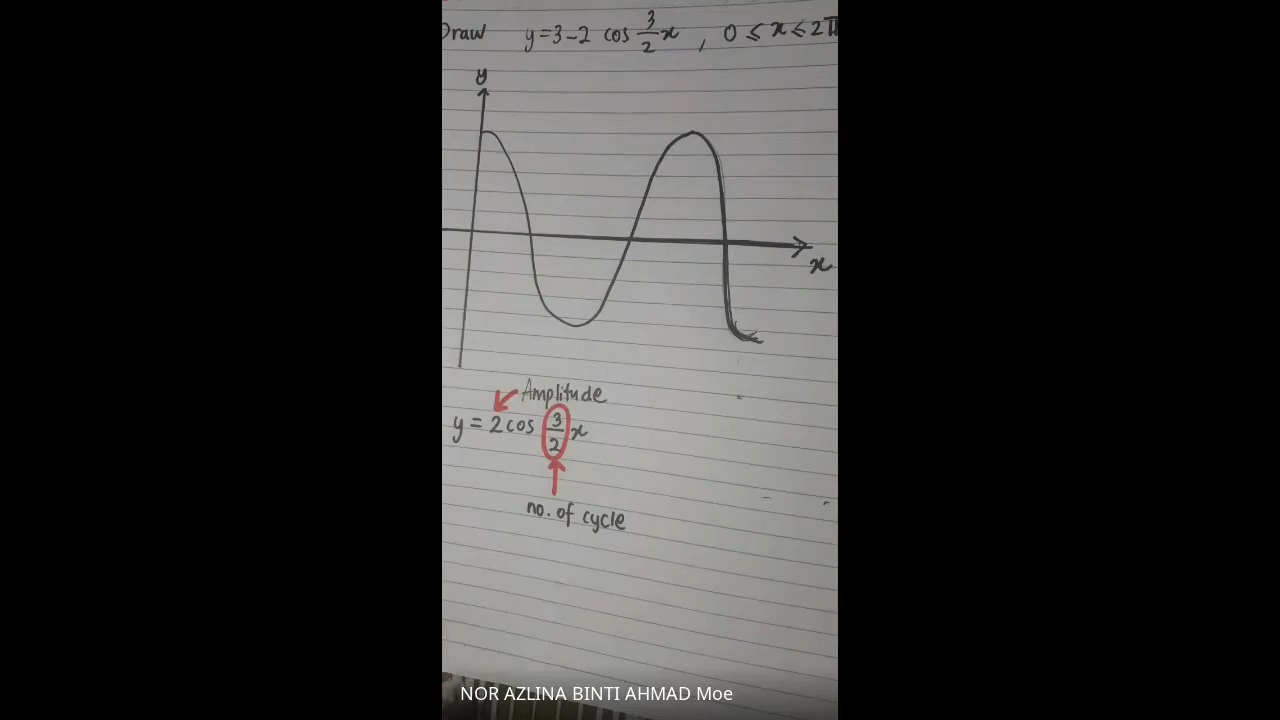 Draw y=3-2 cos 3/2 x , 0 ≤ x ≤ 2π
y
x
Amplitude
y = 2 cos 3/2 x
no. of cycle
NOR AZLINA BINTI AHMAD Moe